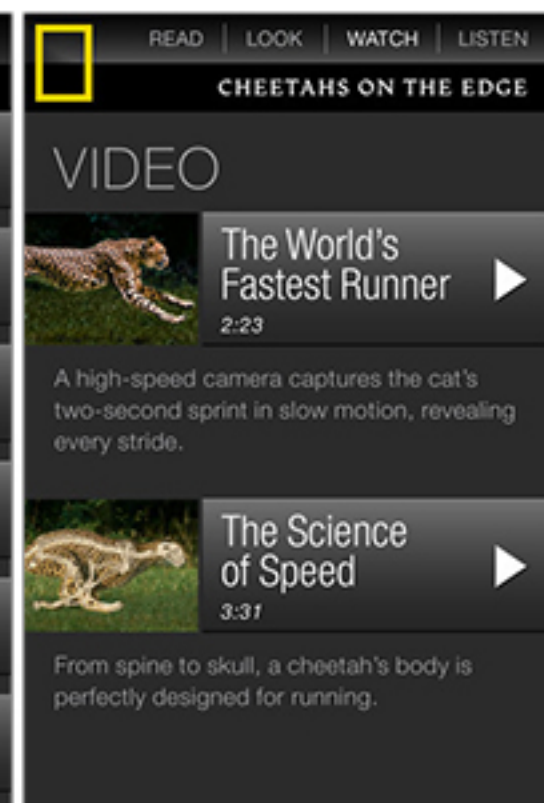 READ | LOOK | WATCH | LISTEN
CHEETAHS ON THE EDGE
VIDEO
The World's
Fastest Runner
2:23
A high-speed camera captures the cat's
two-second sprint in slow motion, revealing
every stride.
The Science
of Speed
3:31
From spine to skull, a cheetah's body is
perfectly designed for running.